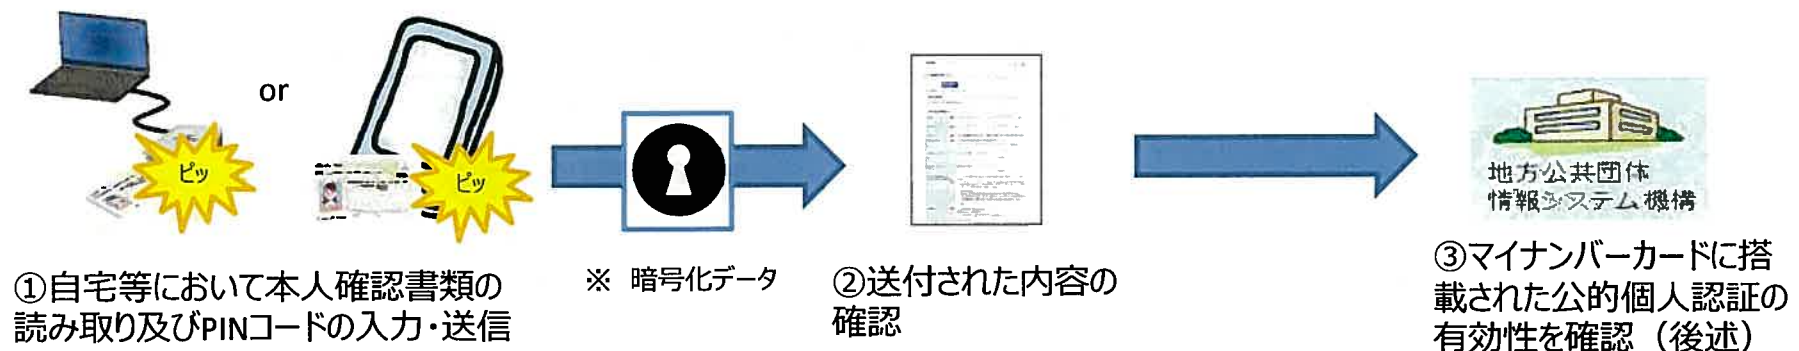 or
ピッ
ピッ
地方公共団体
情報システム機構
①自宅等において本人確認書類の
読み取り及びPINコードの入力・送信
※ 暗号化データ
②送付された内容の
確認
③マイナンバーカードに搭
載された公的個人認証の
有効性を確認（後述）